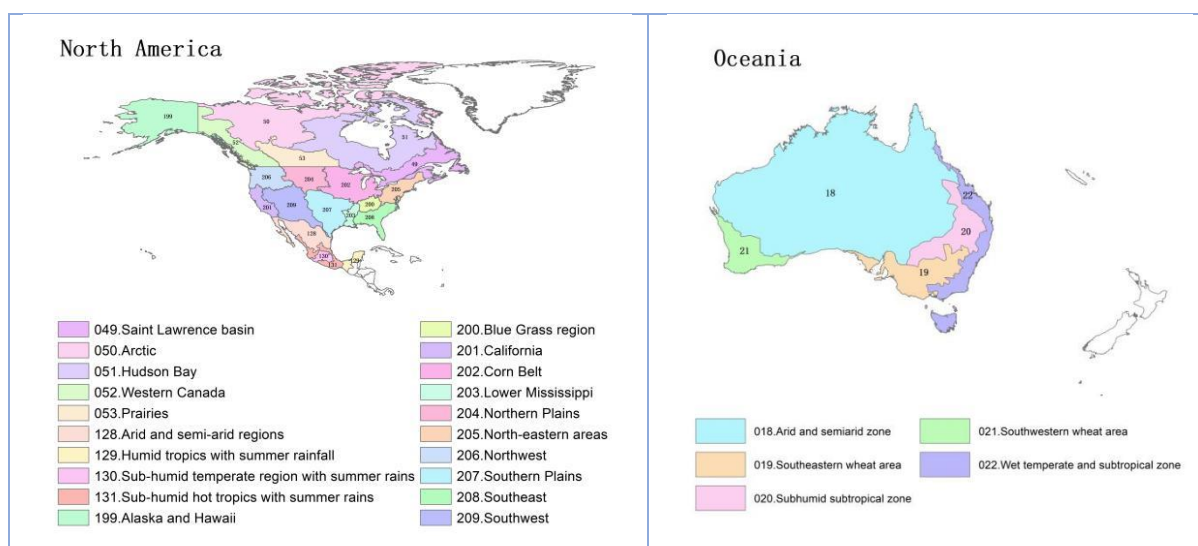 North America
199
50
52
51
53
49
206
204
202
205
201
209
207
203
200
208
128
130
129
131
049.Saint Lawrence basin
050.Arctic
051.Hudson Bay
052.Western Canada
053.Prairies
128.Arid and semi-arid regions
129.Humid tropics with summer rainfall
130.Sub-humid temperate region with summer rains
131.Sub-humid hot tropics with summer rains
199.Alaska and Hawaii
200.Blue Grass region
201.California
202.Corn Belt
203.Lower Mississippi
204.Northern Plains
205.North-eastern areas
206.Northwest
207.Southern Plains
208.Southeast
209.Southwest
Oceania
18
22
20
21
19
018.Arid and semiarid zone
019.Southeastern wheat area
020.Subhumid subtropical zone
021.Southwestern wheat area
022.Wet temperate and subtropical zone